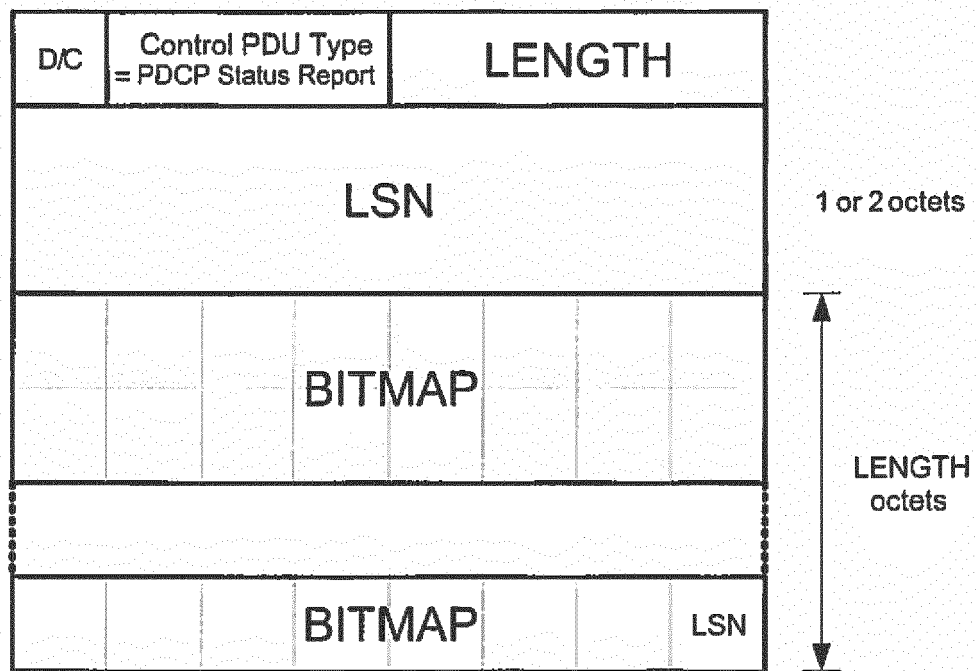 D/C
Control PDU Type
= PDCP Status Report
LENGTH
LSN
1 or 2 octets
BITMAP
LENGTH
octets
BITMAP
LSN